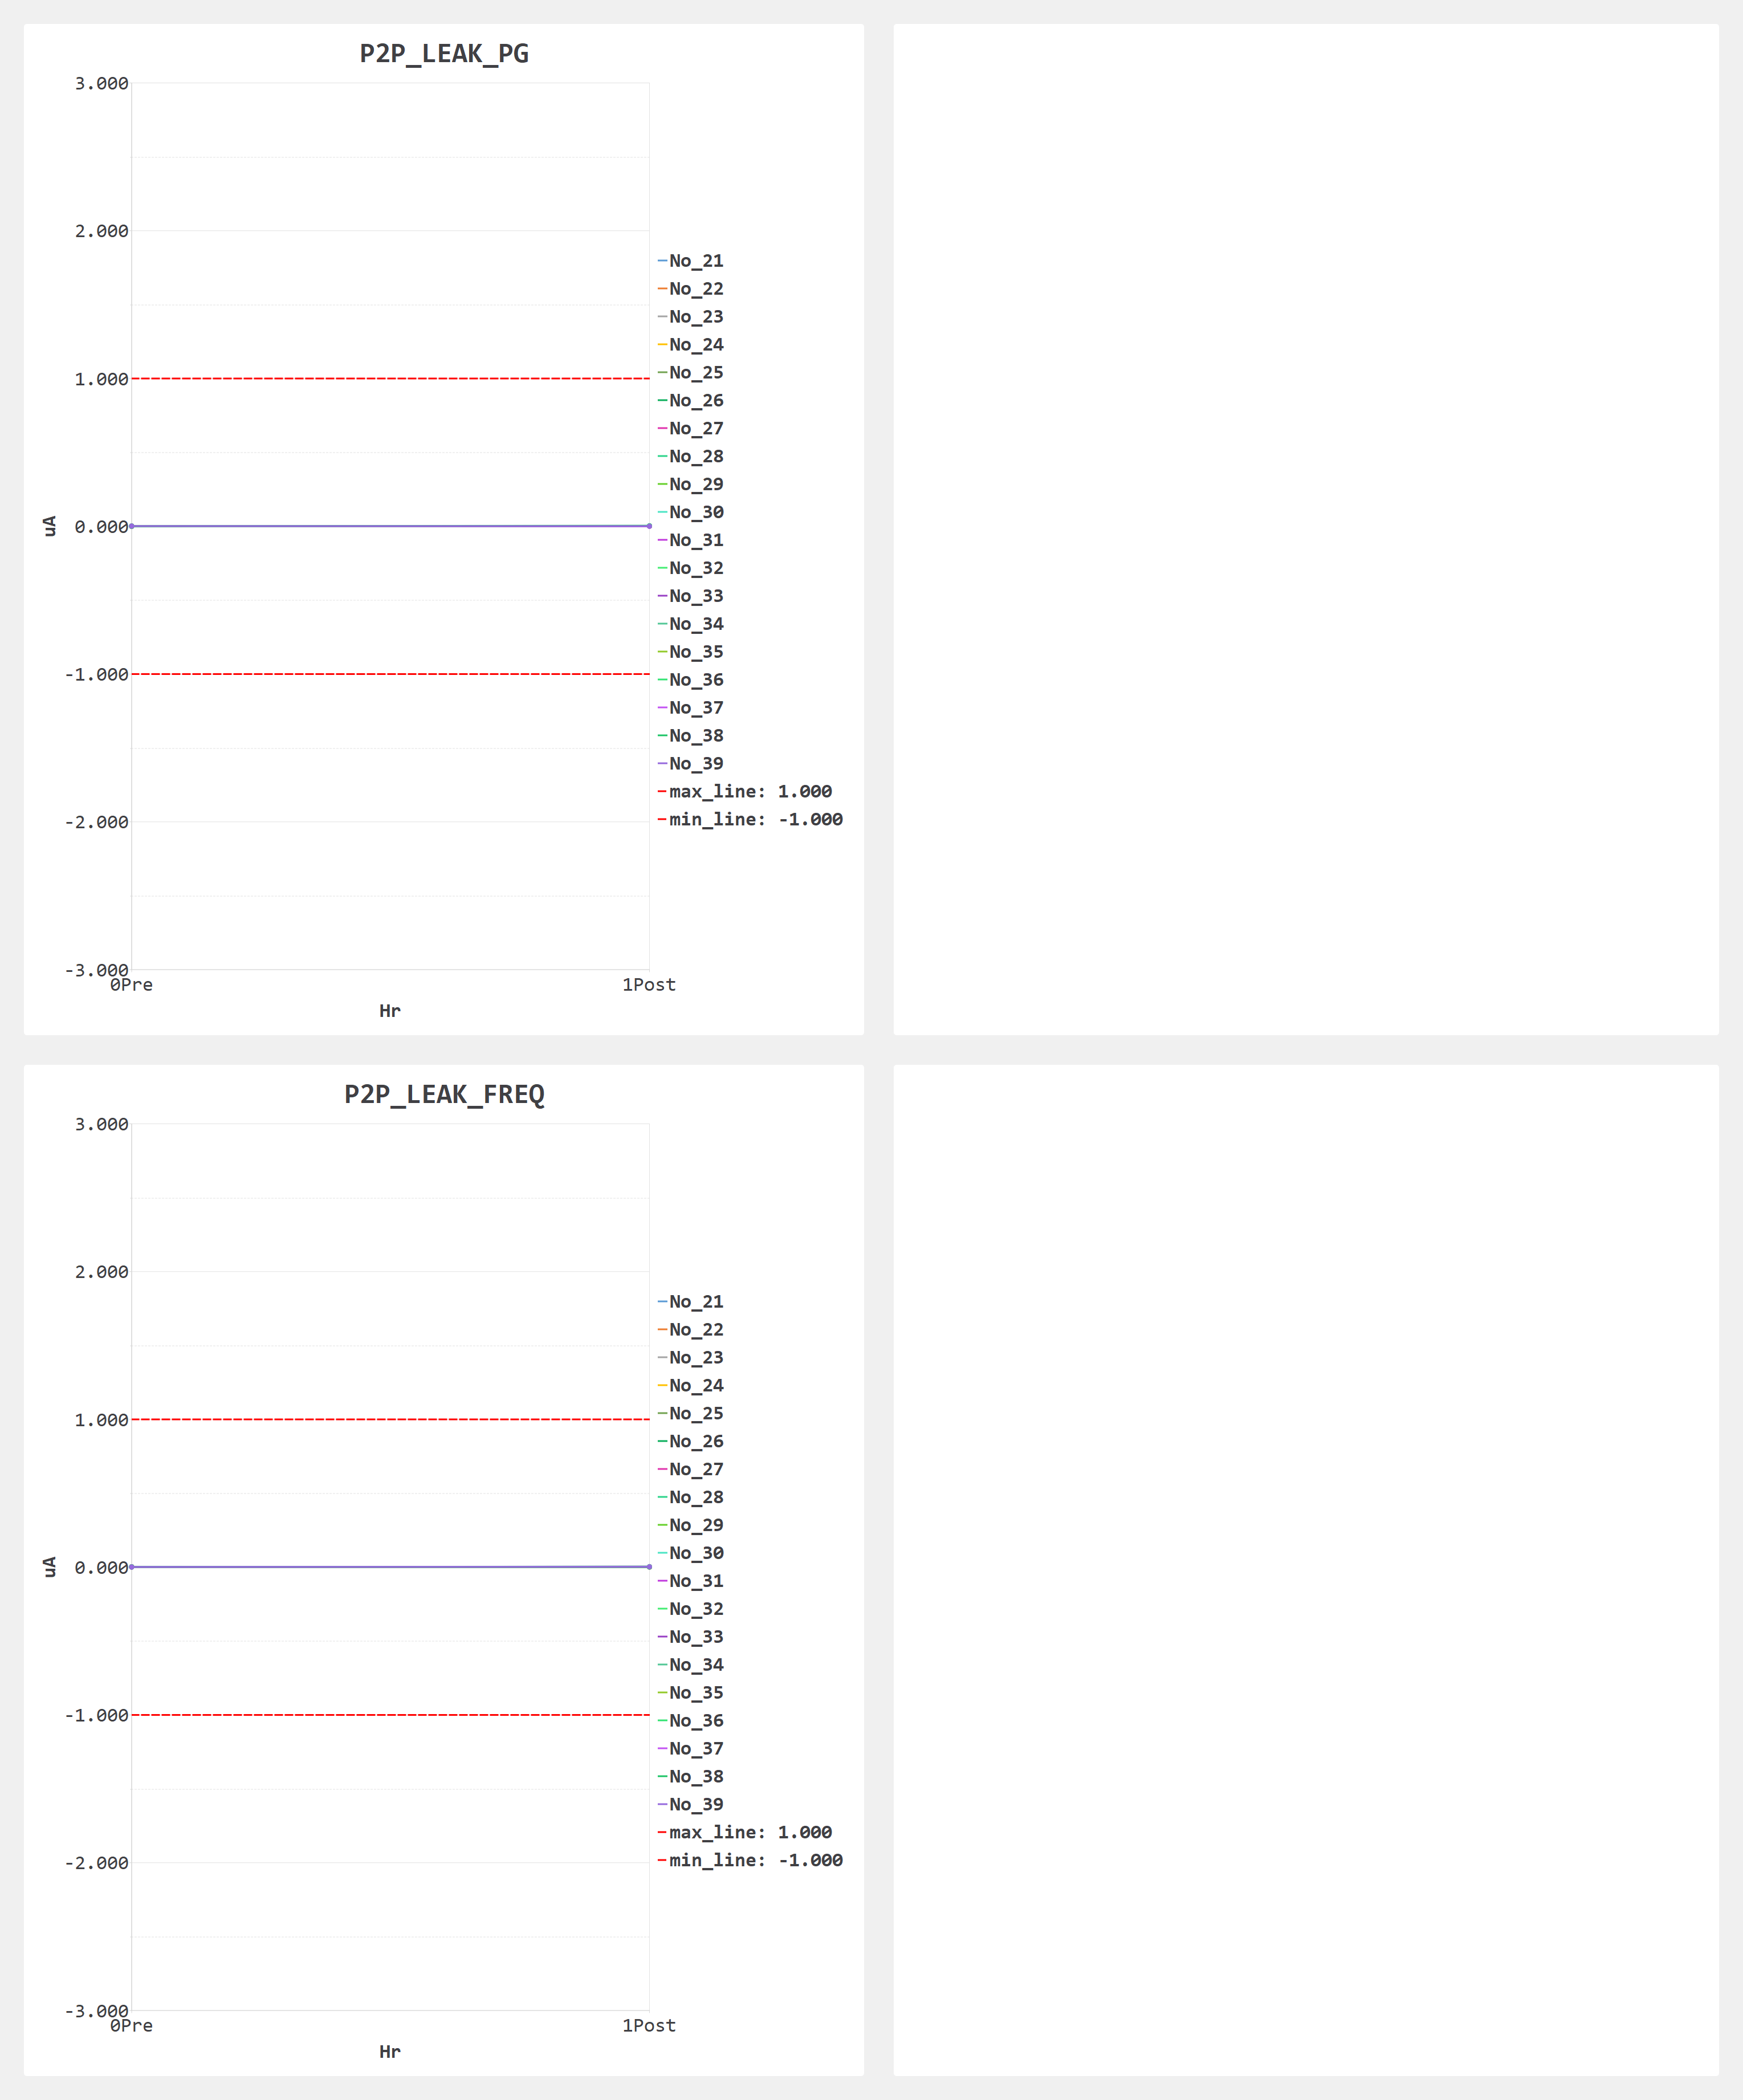 P2P_LEAK_PG
3.000
2.000
1.000
0.000
-1.000
-2.000
-3.000
uA
0Pre
1Post
Hr
No_21
No_22
No_23
No_24
No_25
No_26
No_27
No_28
No_29
No_30
No_31
No_32
No_33
No_34
No_35
No_36
No_37
No_38
No_39
max_line: 1.000
min_line: -1.000
P2P_LEAK_FREQ
3.000
2.000
1.000
0.000
-1.000
-2.000
-3.000
uA
0Pre
1Post
Hr
No_21
No_22
No_23
No_24
No_25
No_26
No_27
No_28
No_29
No_30
No_31
No_32
No_33
No_34
No_35
No_36
No_37
No_38
No_39
max_line: 1.000
min_line: -1.000